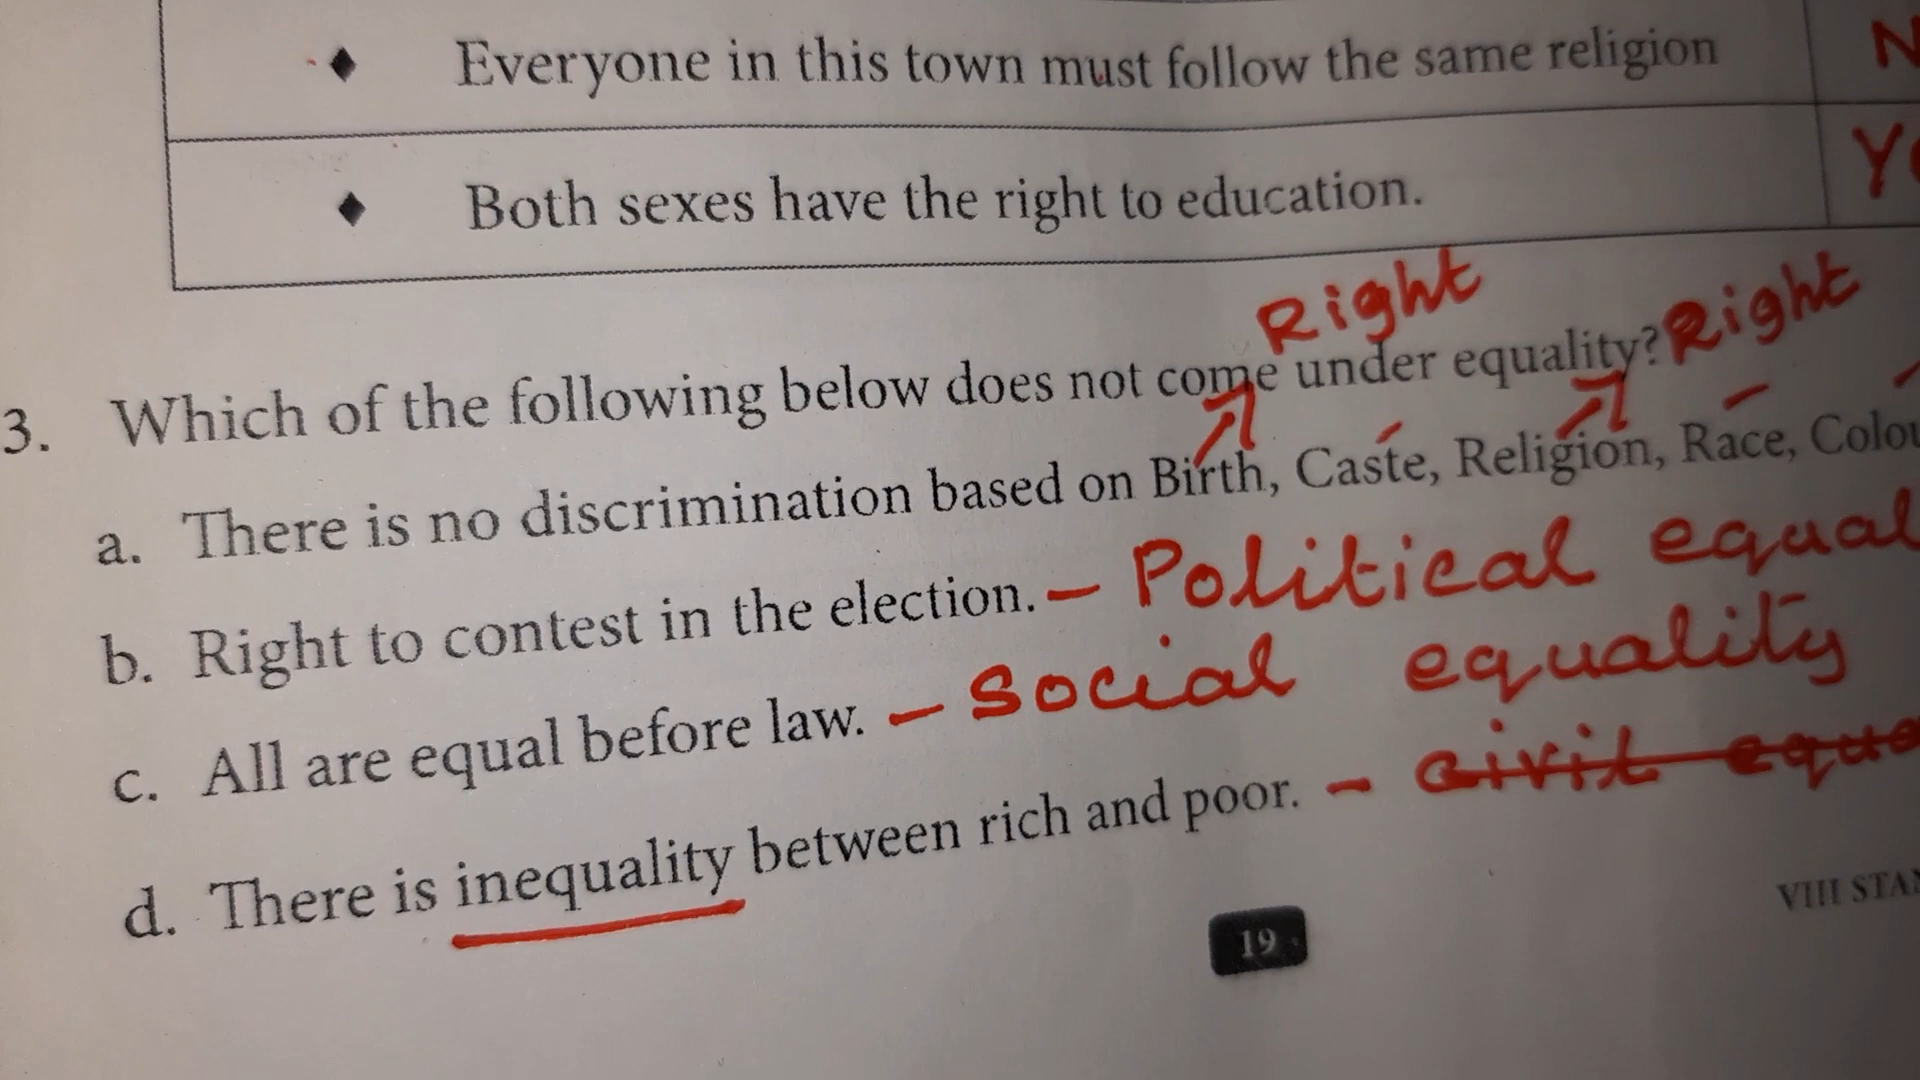 ◆ Everyone in this town must follow the same religion
◆ Both sexes have the right to education.
Right Right
3. Which of the following below does not come under equality?
a. There is no discrimination based on Birth, Caste, Religion, Race,
b. Right to contest in the election. – Political
c. All are equal before law. – Social equality
d. There is inequality between rich and poor. – civil
19
VIII